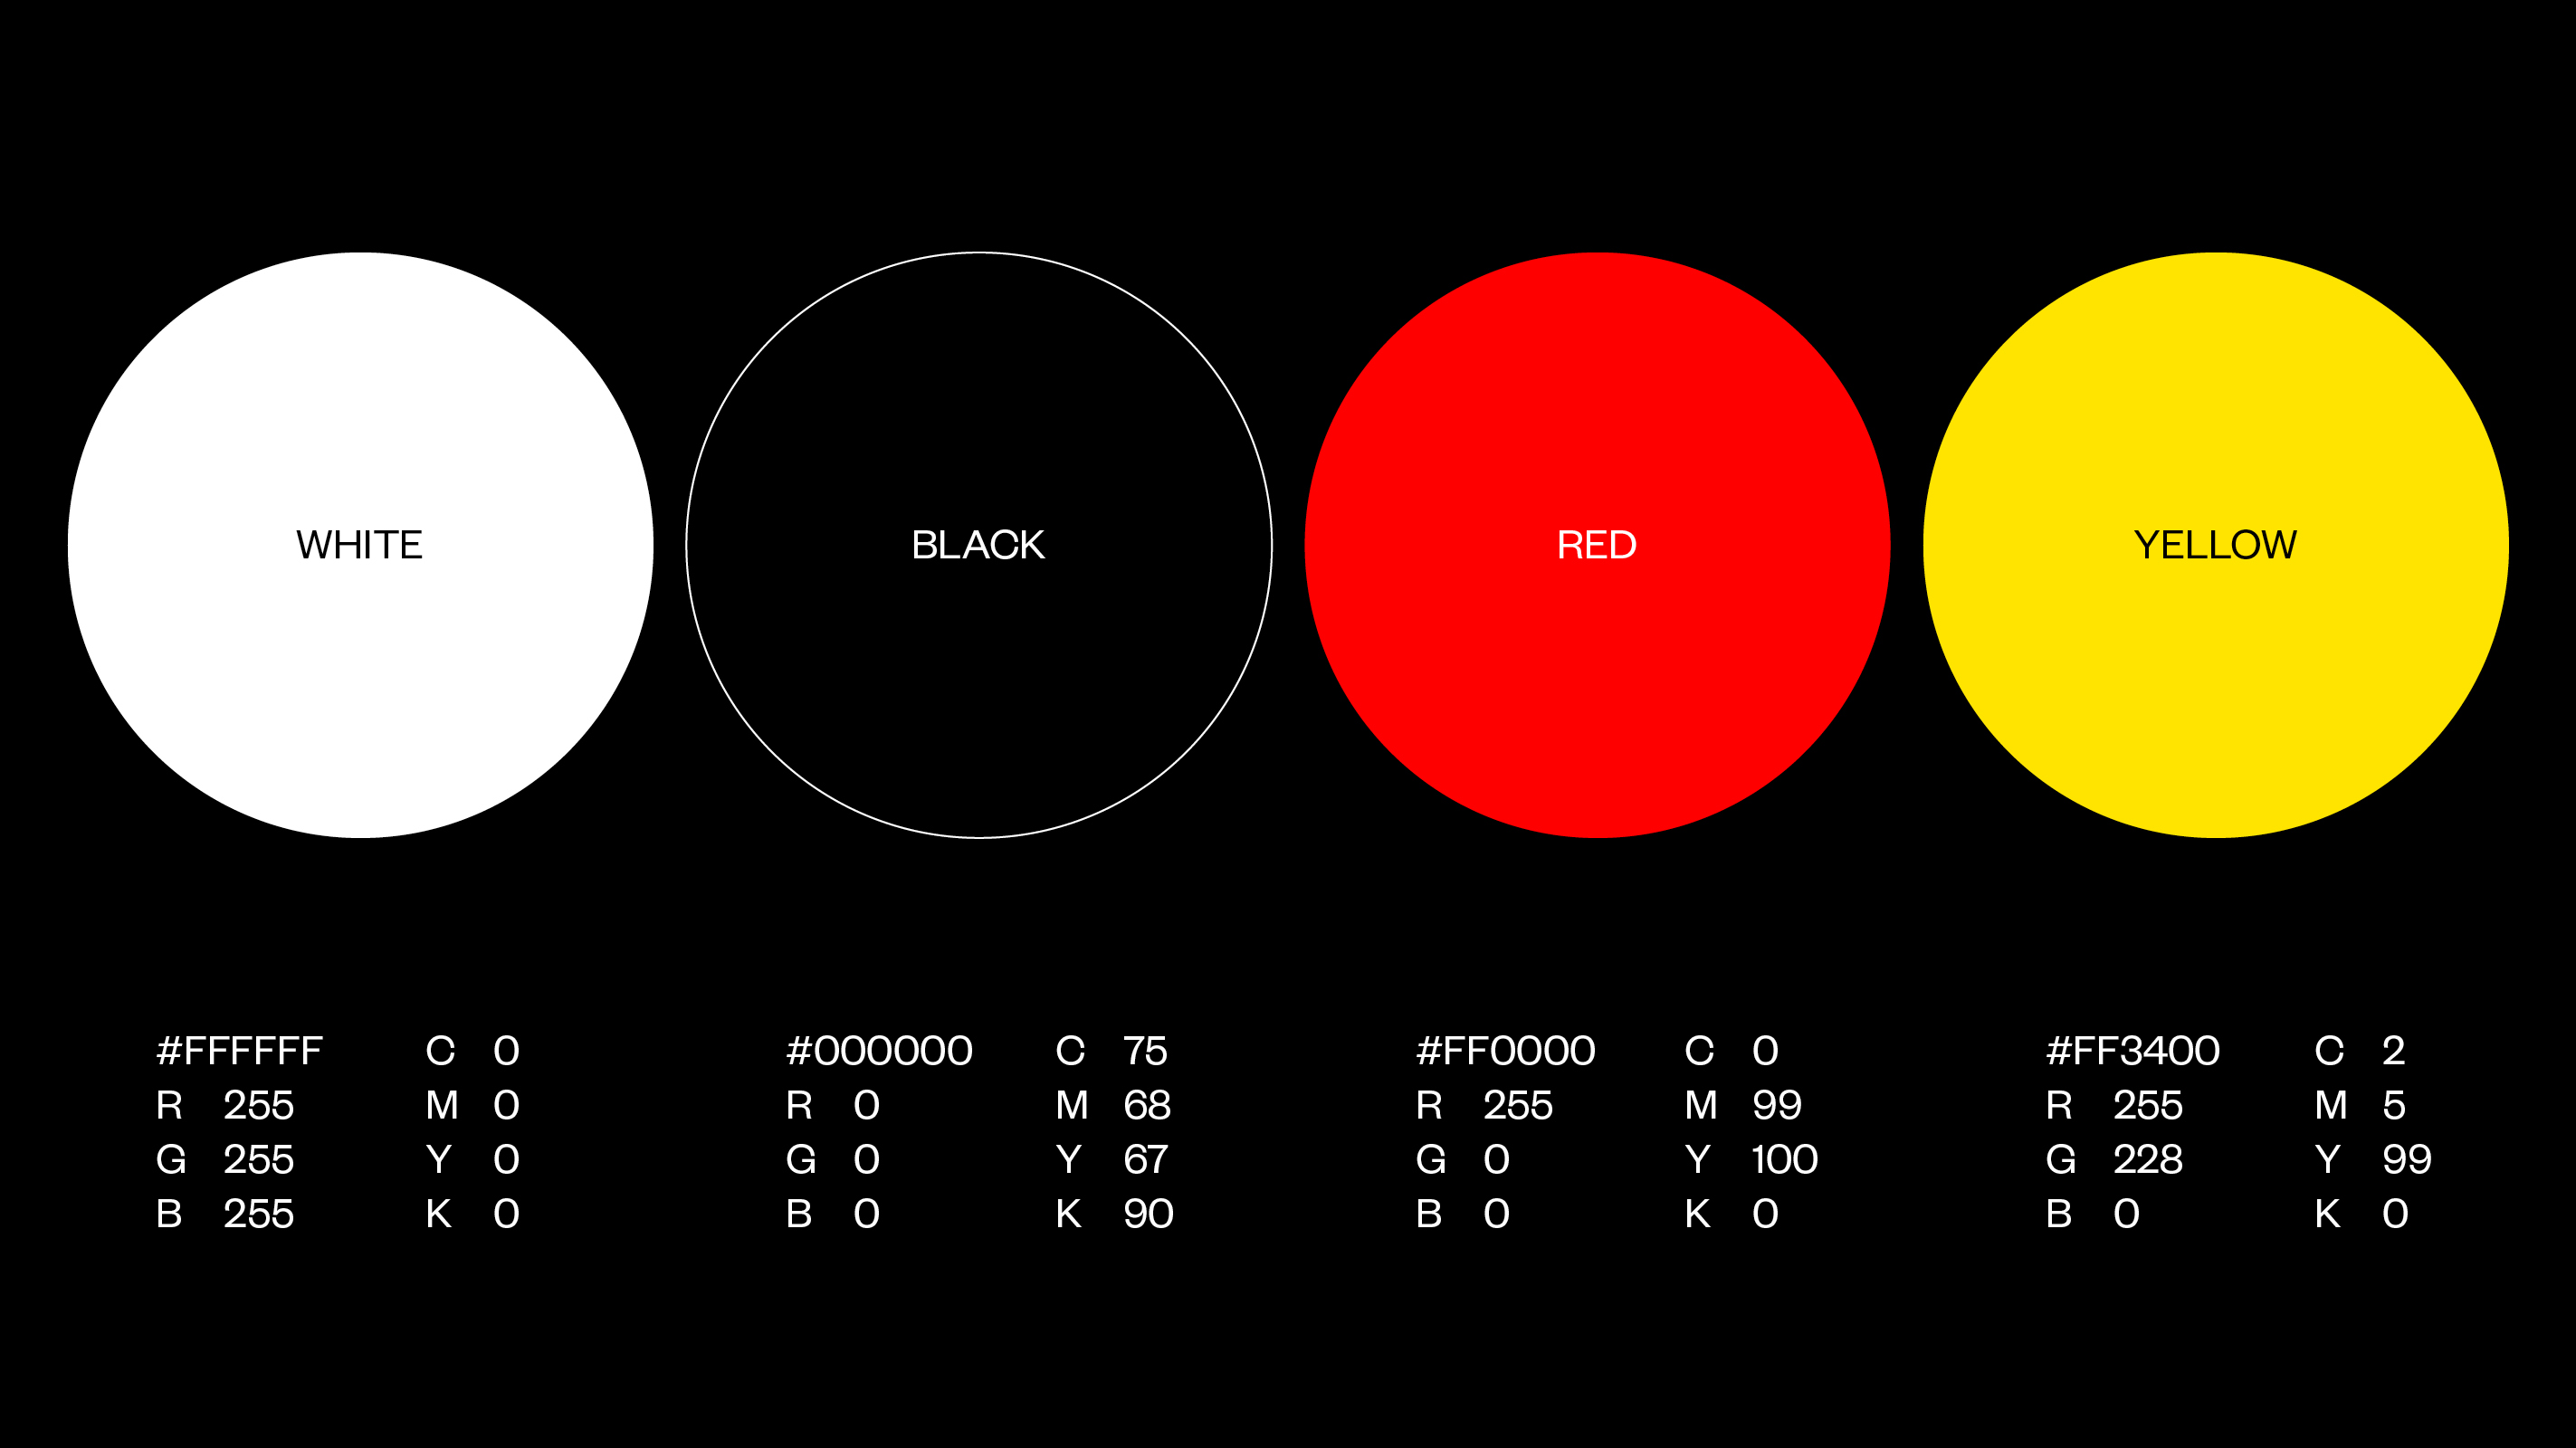 WHITE
BLACK
RED
YELLOW
#FFFFFF C 0
R 255 M 0
G 255 Y 0
B 255 K 0
#000000 C 75
R 0 M 68
G 0 Y 67
B 0 K 90
#FF0000 C 0
R 255 M 99
G 0 Y 100
B 0 K 0
#FF3400 C 2
R 255 M 5
G 228 Y 99
B 0 K 0